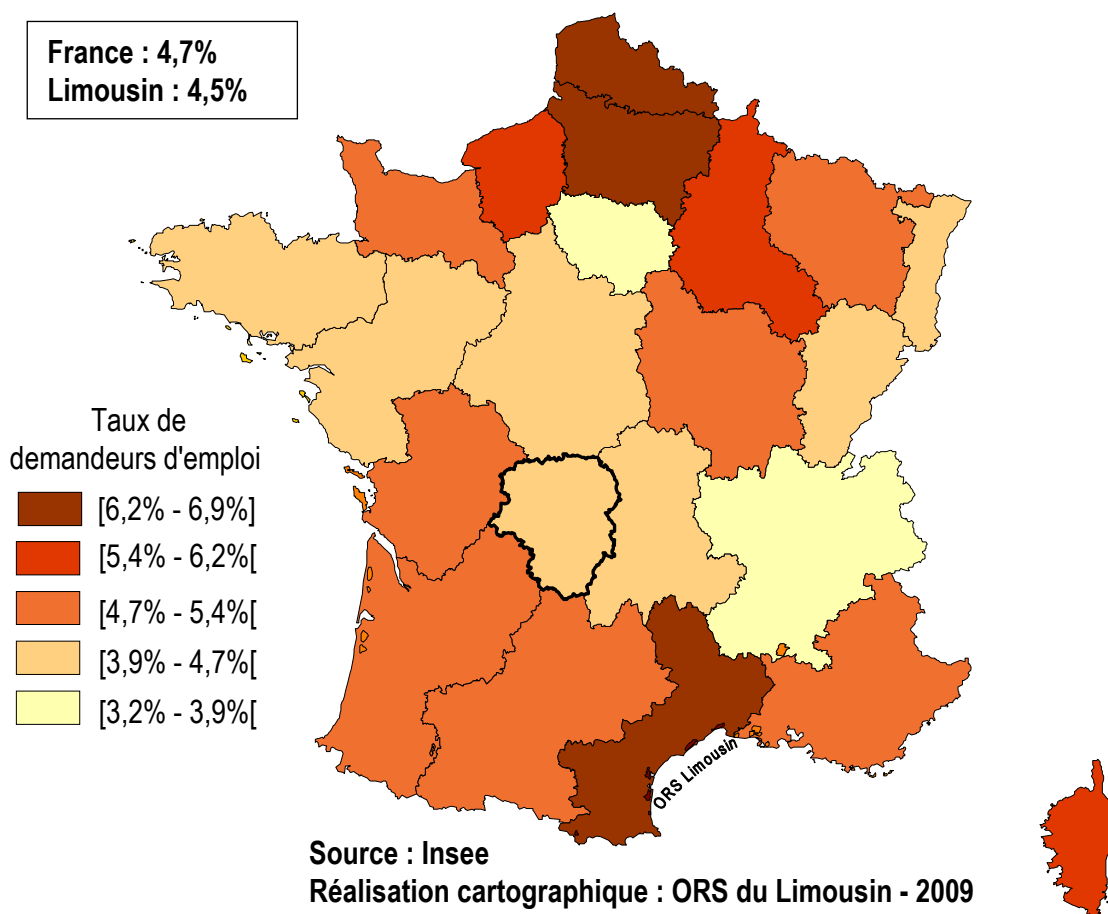 France : 4,7%
Limousin : 4,5%
Taux de
demandeurs d'emploi
[6,2% - 6,9%]
[5,4% - 6,2%[
[4,7% - 5,4%[
[3,9% - 4,7%[
[3,2% - 3,9%[
ORS Limousin
Source : Insee
Réalisation cartographique : ORS du Limousin - 2009